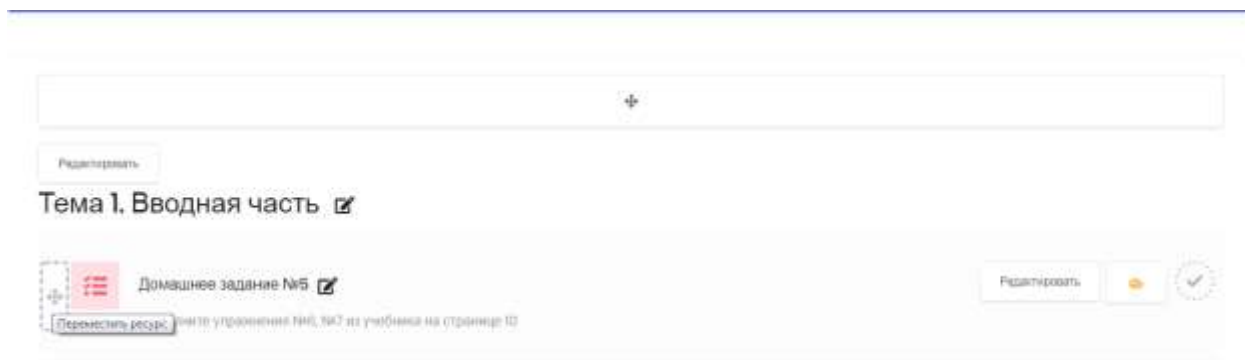 Редактировать
Тема 1. Вводная часть
Домашнее задание №5
Редактировать
Переместить ресурс
упражнения №6, №7 из учебника на странице 10